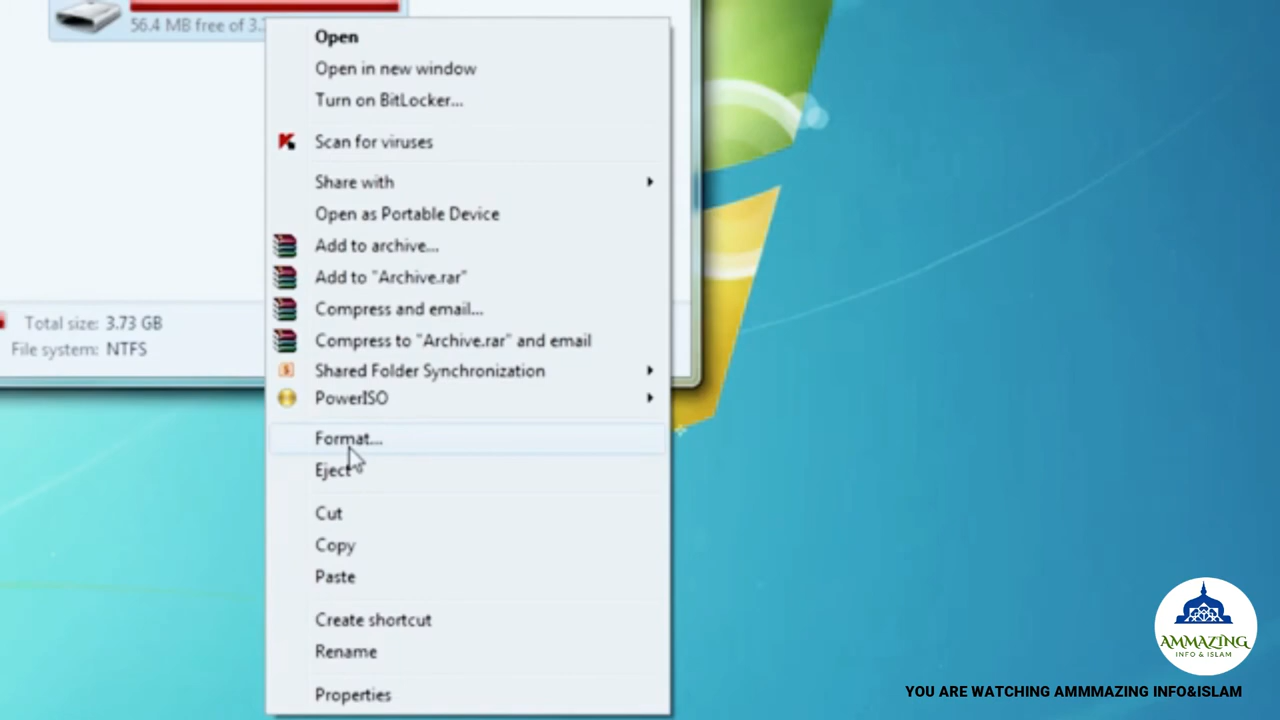 56.4 MB free of 3.
Open
Open in new window
Turn on BitLocker...
Scan for viruses
Share with
Open as Portable Device
Add to archive...
Add to "Archive.rar"
Compress and email...
Compress to "Archive.rar" and email
Shared Folder Synchronization
PowerISO
Format...
Eject
Cut
Copy
Paste
Create shortcut
Rename
Properties
Total size: 3.73 GB
File system: NTFS
AMMAZING
INFO & ISLAM
YOU ARE WATCHING AMMMAZING INFO&ISLAM